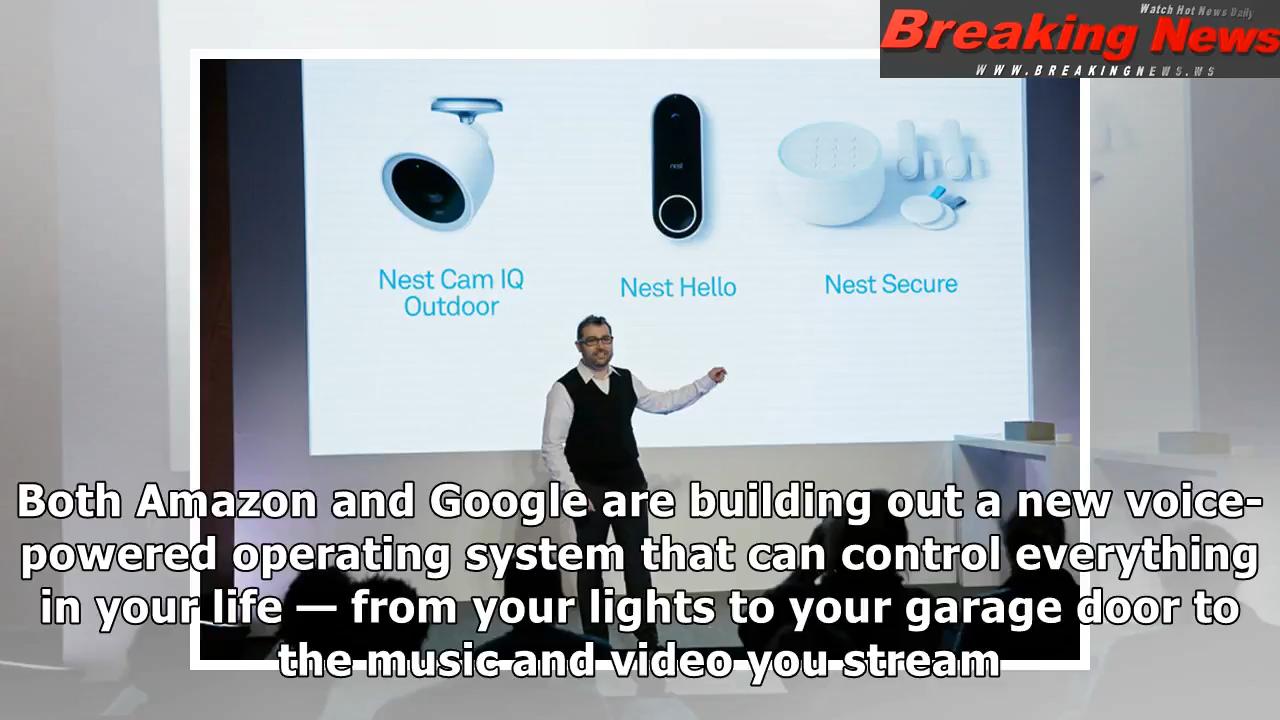 Watch Hot News Daily
Breaking News
WWW.BREAKINGNEWS.WS
nest
Nest Cam IQ
Outdoor
Nest Hello
Nest Secure
Both Amazon and Google are building out a new voice-
powered operating system that can control everything
in your life — from your lights to your garage door to
the music and video you stream